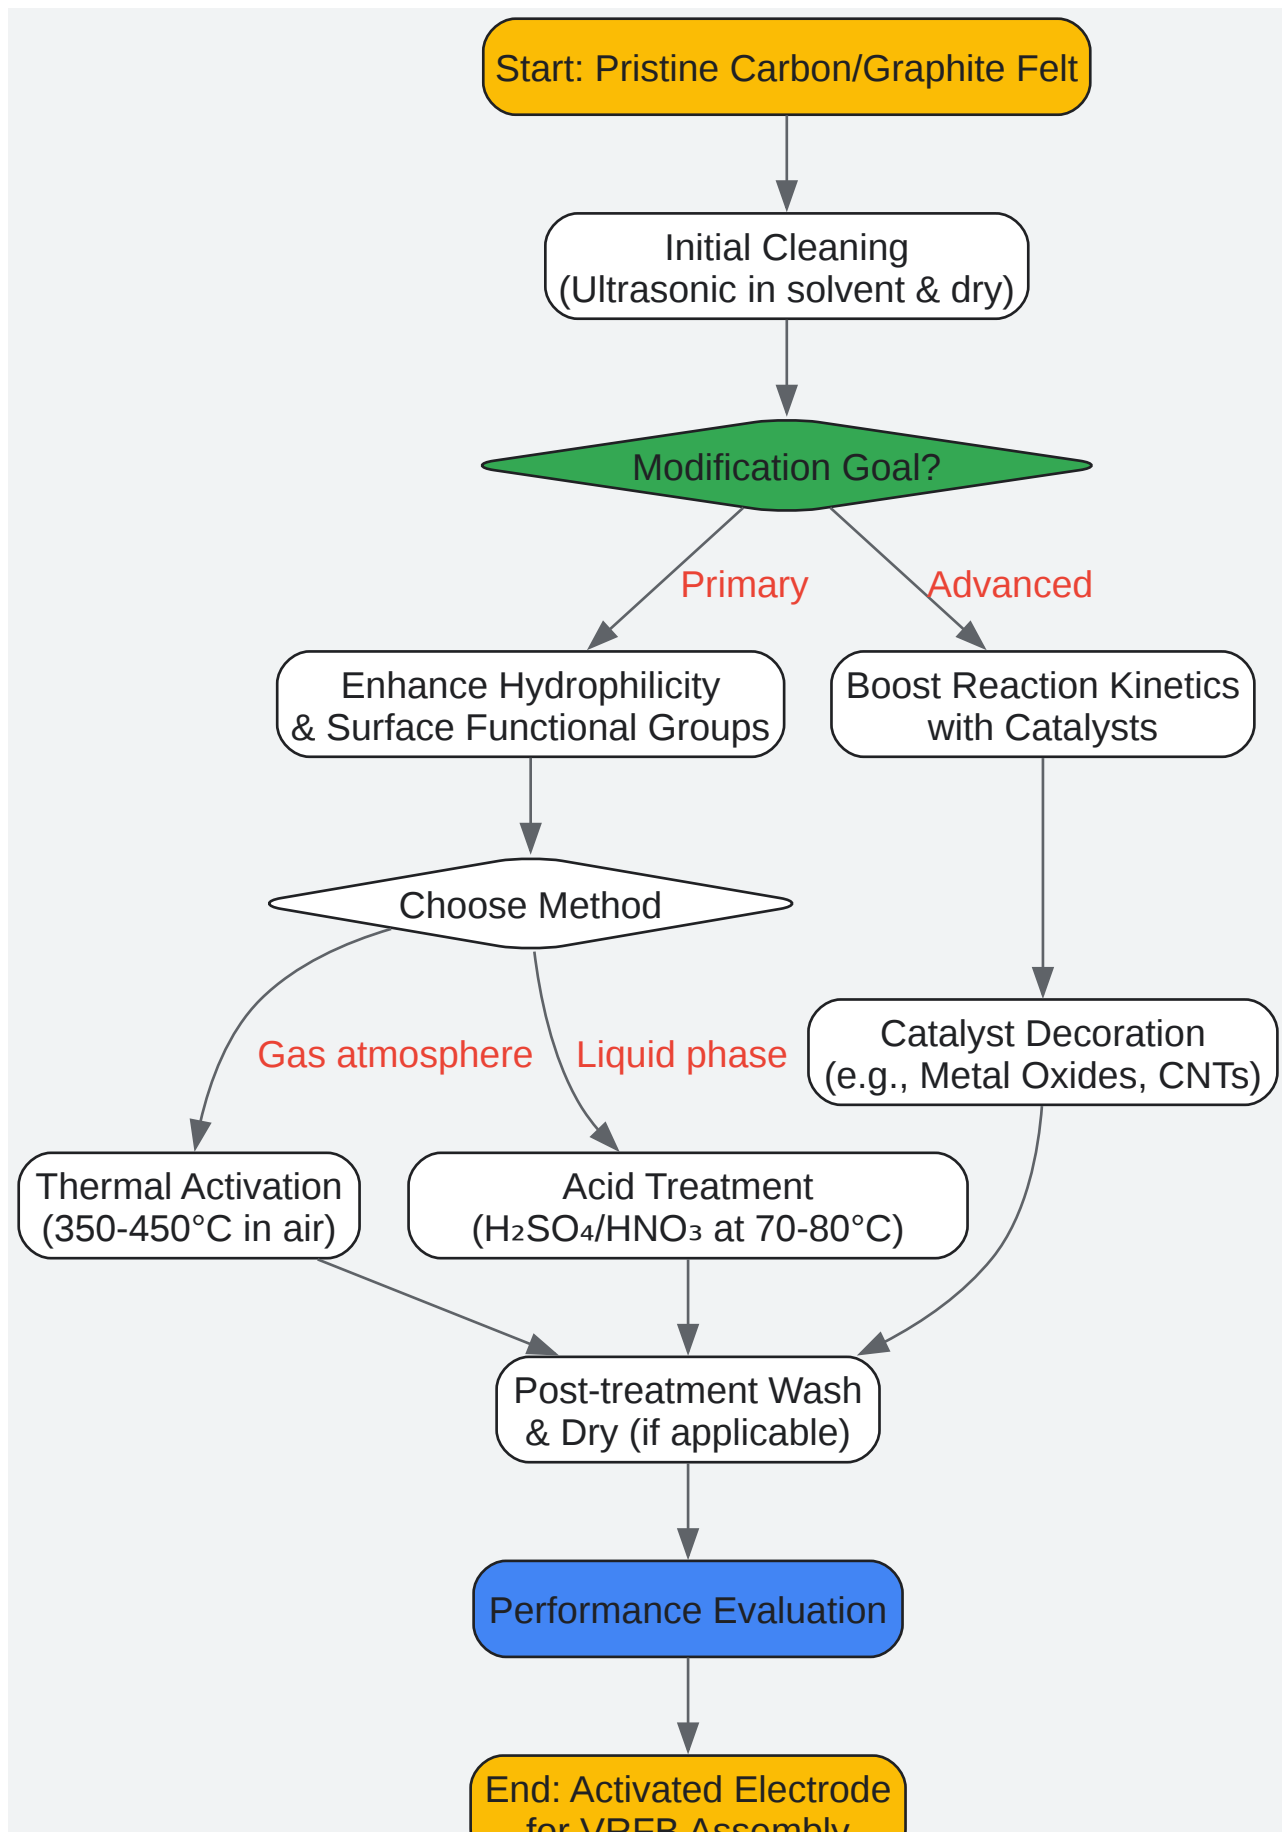 Start: Pristine Carbon/Graphite Felt
Initial Cleaning
(Ultrasonic in solvent & dry)
Modification Goal?
Primary
Advanced
Enhance Hydrophilicity
& Surface Functional Groups
Boost Reaction Kinetics
with Catalysts
Choose Method
Gas atmosphere
Liquid phase
Catalyst Decoration
(e.g., Metal Oxides, CNTs)
Thermal Activation
(350-450°C in air)
Acid Treatment
(H₂SO₄/HNO₃ at 70-80°C)
Post-treatment Wash
& Dry (if applicable)
Performance Evaluation
End: Activated Electrode
for VRFB Assembly